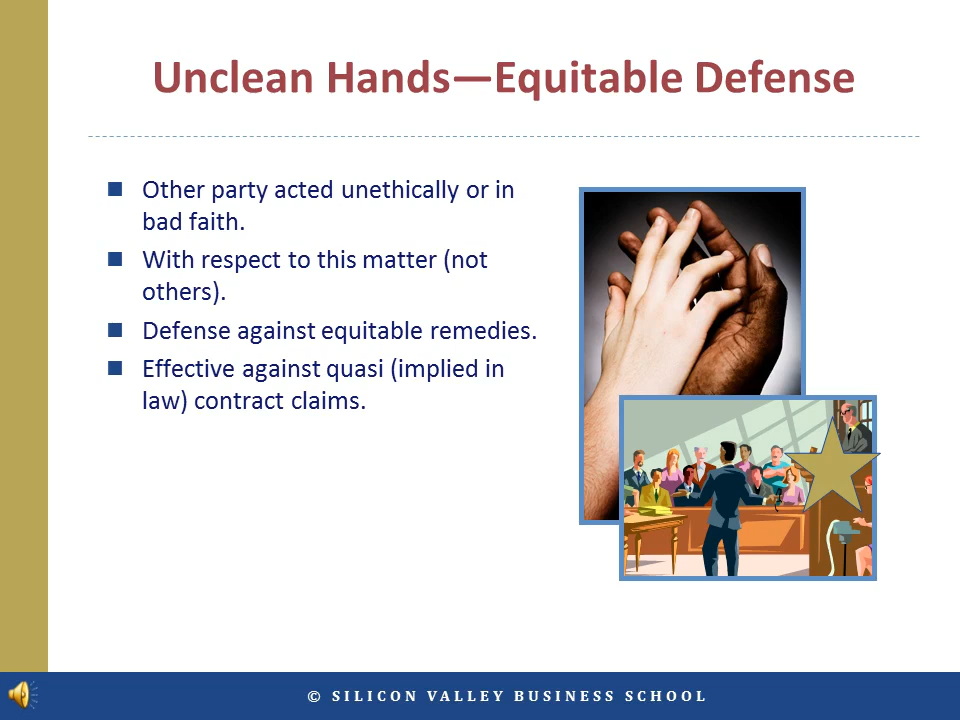 Unclean Hands—Equitable Defense
Other party acted unethically or in
bad faith.
With respect to this matter (not
others).
Defense against equitable remedies.
Effective against quasi (implied in
law) contract claims.
© SILICON VALLEY BUSINESS SCHOOL